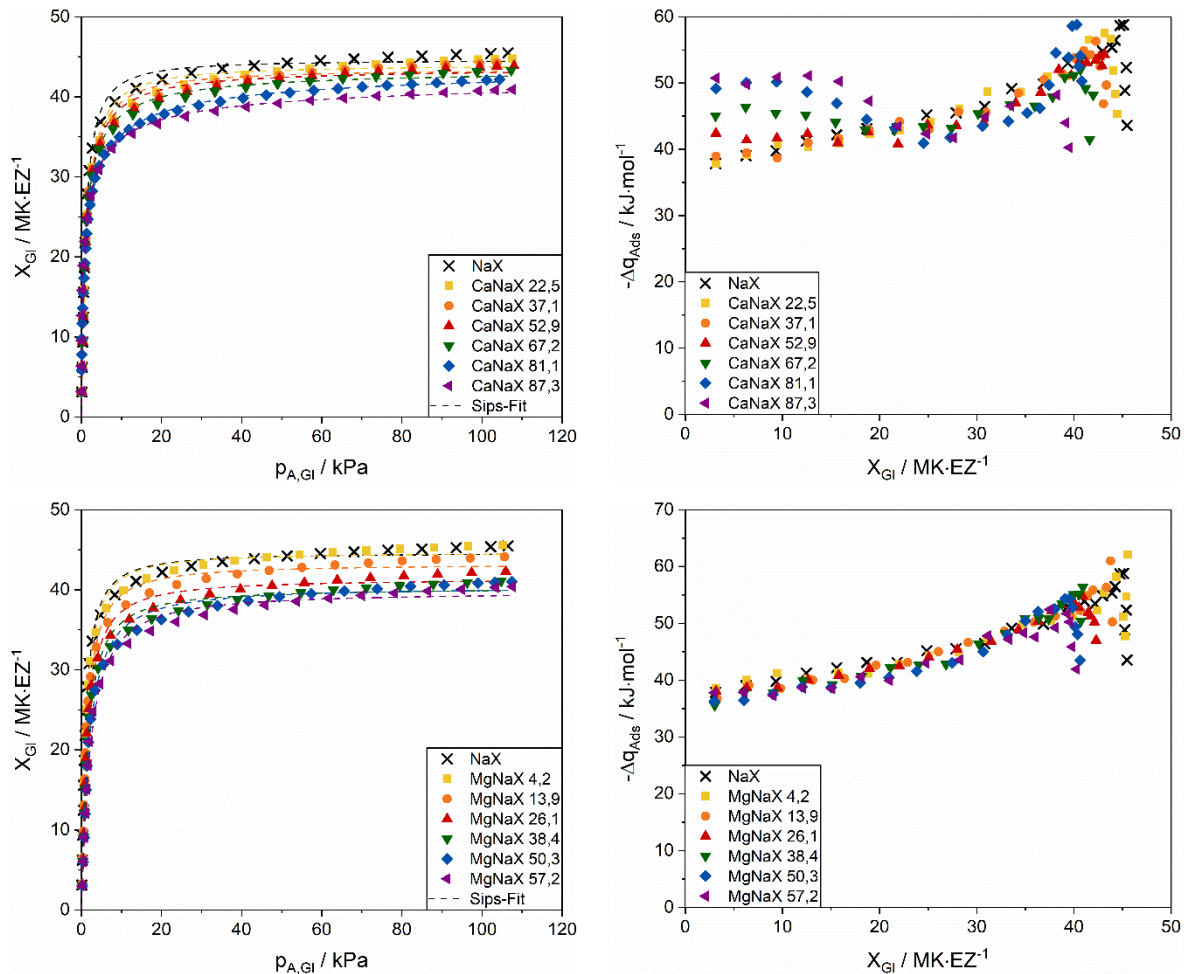 50
40
30
20
10
0
X_GI / MK·EZ⁻¹
NaX
CaNaX 22,5
CaNaX 37,1
CaNaX 52,9
CaNaX 67,2
CaNaX 81,1
CaNaX 87,3
Sips-Fit
0 20 40 60 80 100 120
p_A,GI / kPa
60
50
40
30
20
10
0
-Δq_Ads / kJ·mol⁻¹
NaX
CaNaX 22,5
CaNaX 37,1
CaNaX 52,9
CaNaX 67,2
CaNaX 81,1
CaNaX 87,3
0 10 20 30 40 50
X_GI / MK·EZ⁻¹
50
40
30
20
10
0
X_GI / MK·EZ⁻¹
NaX
MgNaX 4,2
MgNaX 13,9
MgNaX 26,1
MgNaX 38,4
MgNaX 50,3
MgNaX 57,2
Sips-Fit
0 20 40 60 80 100 120
p_A,GI / kPa
70
60
50
40
30
20
10
0
-Δq_Ads / kJ·mol⁻¹
NaX
MgNaX 4,2
MgNaX 13,9
MgNaX 26,1
MgNaX 38,4
MgNaX 50,3
MgNaX 57,2
0 10 20 30 40 50
X_GI / MK·EZ⁻¹